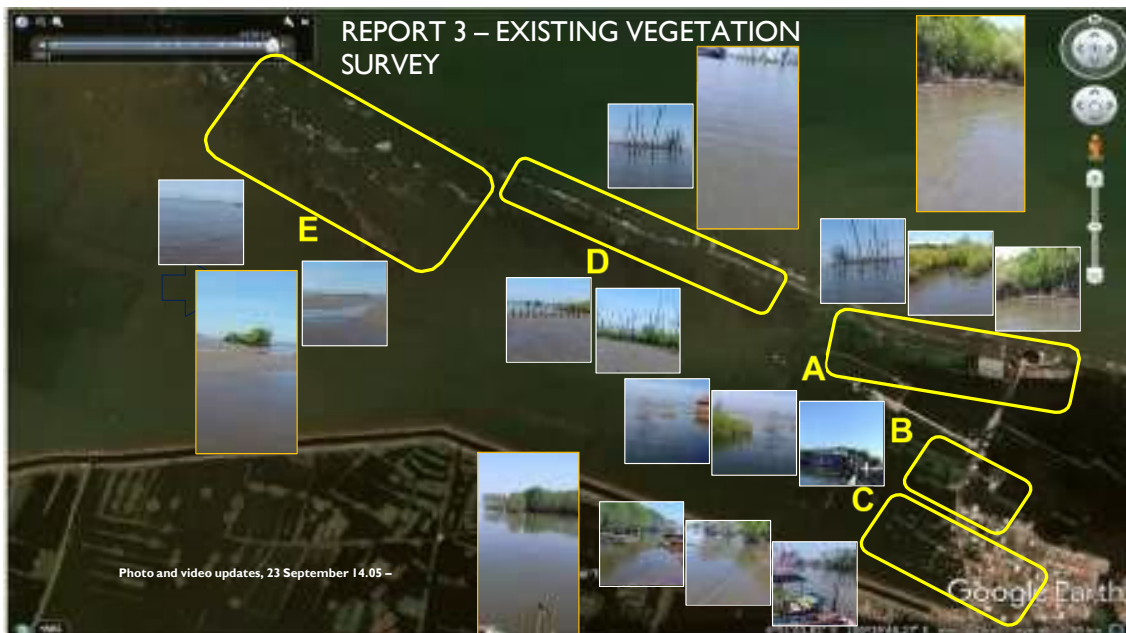 REPORT 3 – EXISTING VEGETATION
SURVEY
E
D
A
B
C
Photo and video updates, 23 September 14.05 –
Google Earth